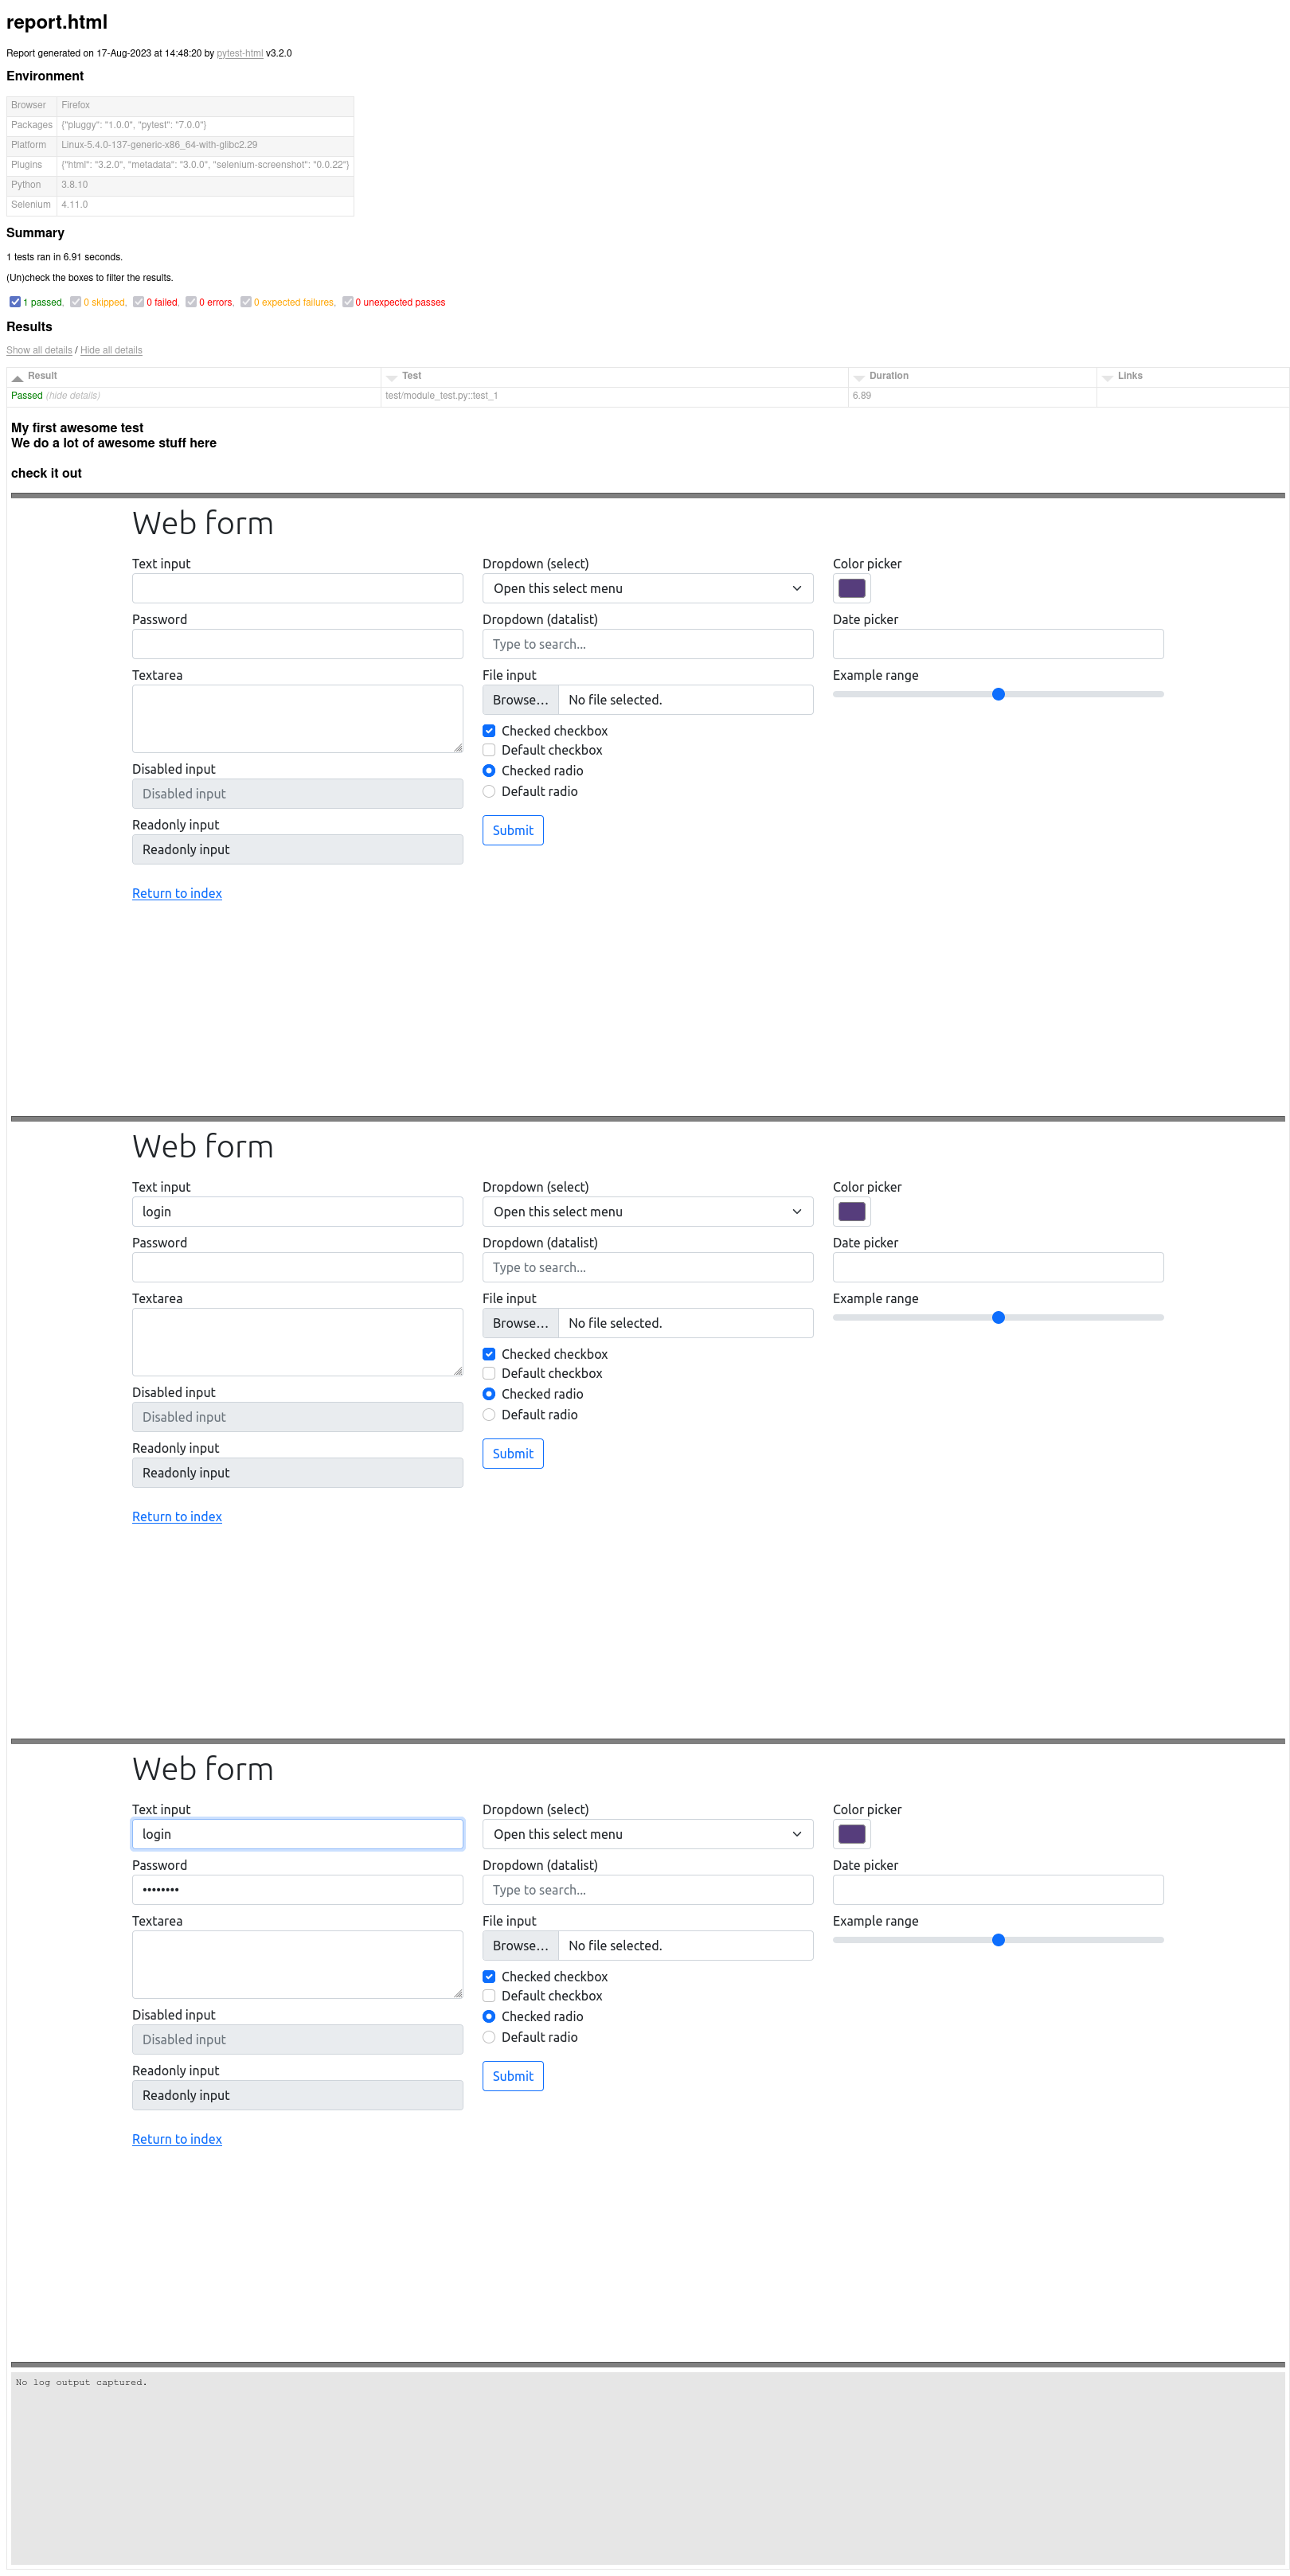 report.html
Report generated on 17-Aug-2023 at 14:48:20 by pytest-html v3.2.0
Environment
Browser Firefox
Packages {"pluggy": "1.0.0", "pytest": "7.0.0"}
Platform Linux-5.4.0-137-generic-x86_64-with-glibc2.29
Plugins {"html": "3.2.0", "metadata": "3.0.0", "selenium-screenshot": "0.0.22"}
Python 3.8.10
Selenium 4.11.0
Summary
1 tests ran in 6.91 seconds.
(Un)check the boxes to filter the results.
1 passed, 0 skipped, 0 failed, 0 errors, 0 expected failures, 0 unexpected passes
Results
Show all details / Hide all details
Result Test Duration Links
Passed (hide details) test/module_test.py::test_1 6.89
My first awesome test
We do a lot of awesome stuff here
check it out
Web form
Text input Dropdown (select) Color picker
Open this select menu
Password Dropdown (datalist) Date picker
Type to search...
Textarea File input Example range
Browse... No file selected.
Checked checkbox
Default checkbox
Disabled input Checked radio
Disabled input Default radio
Readonly input Submit
Readonly input
Return to index
Web form
Text input Dropdown (select) Color picker
login Open this select menu
Password Dropdown (datalist) Date picker
Type to search...
Textarea File input Example range
Browse... No file selected.
Checked checkbox
Default checkbox
Disabled input Checked radio
Disabled input Default radio
Readonly input Submit
Readonly input
Return to index
Web form
Text input Dropdown (select) Color picker
login Open this select menu
Password Dropdown (datalist) Date picker
•••••••• Type to search...
Textarea File input Example range
Browse... No file selected.
Checked checkbox
Default checkbox
Disabled input Checked radio
Disabled input Default radio
Readonly input Submit
Readonly input
Return to index
No log output captured.